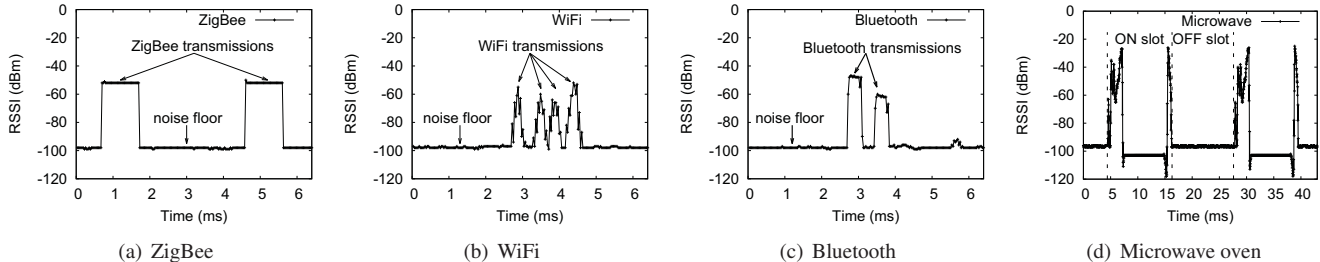 ZigBee
ZigBee transmissions
noise floor
0
-20
-40
-60
-80
-100
-120
RSSI (dBm)
0 1 2 3 4 5 6
Time (ms)
(a) ZigBee
WiFi
WiFi transmissions
noise floor
0
-20
-40
-60
-80
-100
-120
RSSI (dBm)
0 1 2 3 4 5 6
Time (ms)
(b) WiFi
Bluetooth
Bluetooth transmissions
noise floor
0
-20
-40
-60
-80
-100
-120
RSSI (dBm)
0 1 2 3 4 5 6
Time (ms)
(c) Bluetooth
Microwave
ON slot OFF slot
0
-20
-40
-60
-80
-100
-120
RSSI (dBm)
0 5 10 15 20 25 30 35 40
Time (ms)
(d) Microwave oven